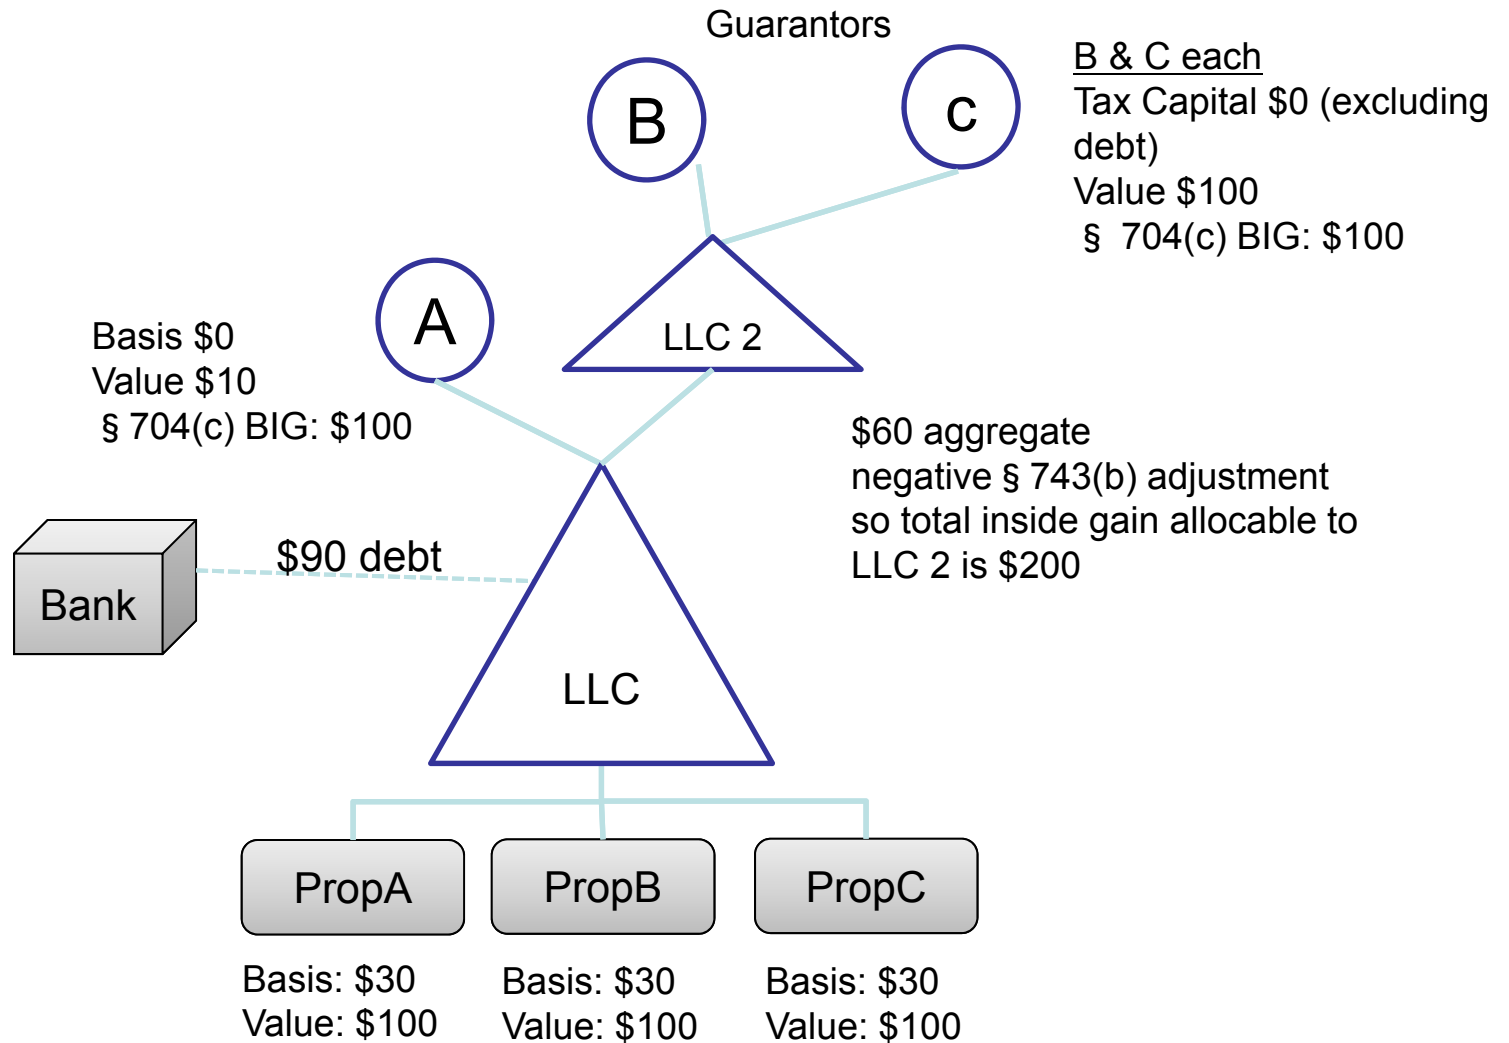 Guarantors
B
c
B & C each
Tax Capital $0 (excluding
debt)
Value $100
§ 704(c) BIG: $100
A
LLC 2
Basis $0
Value $10
§ 704(c) BIG: $100
$60 aggregate
negative § 743(b) adjustment
so total inside gain allocable to
LLC 2 is $200
$90 debt
Bank
LLC
PropA
PropB
PropC
Basis: $30
Value: $100
Basis: $30
Value: $100
Basis: $30
Value: $100